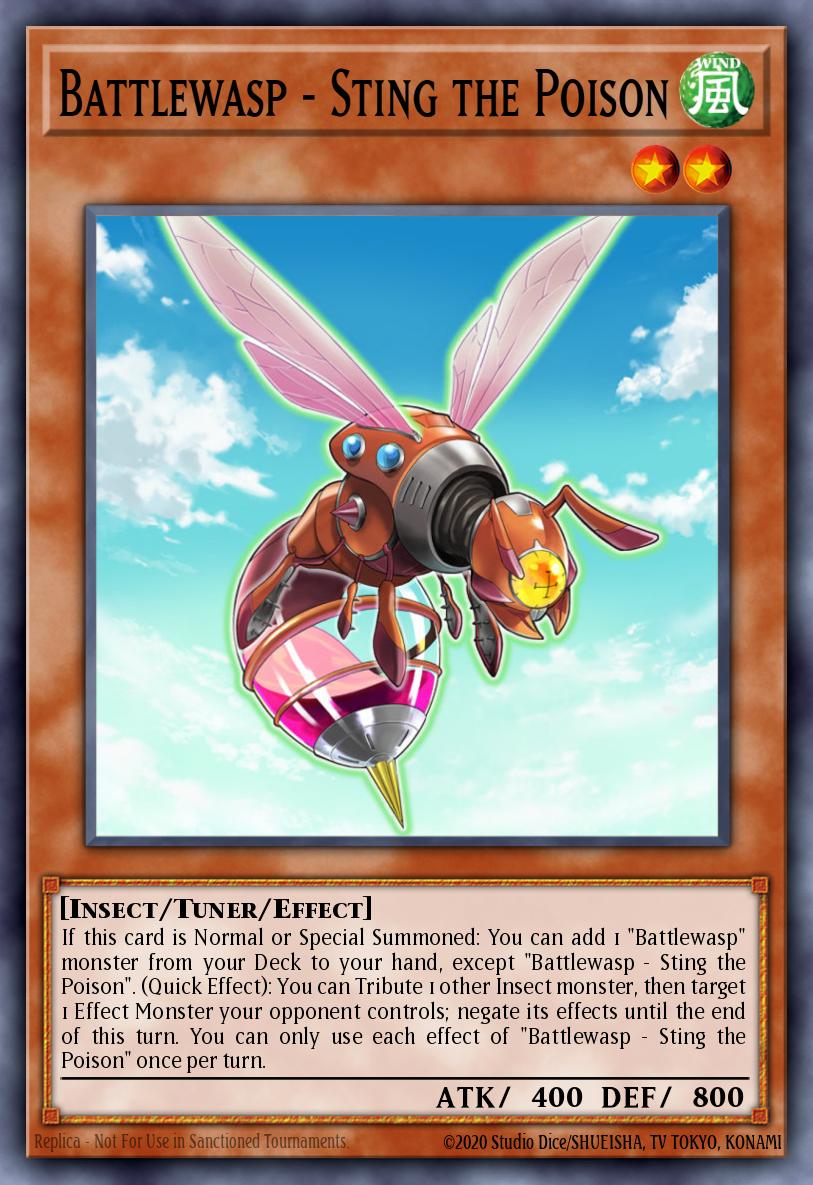 Battlewasp - Sting the Poison
WIND
風
[Insect/Tuner/Effect]
If this card is Normal or Special Summoned: You can add 1 "Battlewasp"
monster from your Deck to your hand, except "Battlewasp - Sting the
Poison". (Quick Effect): You can Tribute 1 other Insect monster, then target
1 Effect Monster your opponent controls; negate its effects until the end
of this turn. You can only use each effect of "Battlewasp - Sting the
Poison" once per turn.
ATK/ 400 DEF/ 800
Replica - Not For Use in Sanctioned Tournaments.
©2020 Studio Dice/SHUEISHA, TV TOKYO, KONAMI